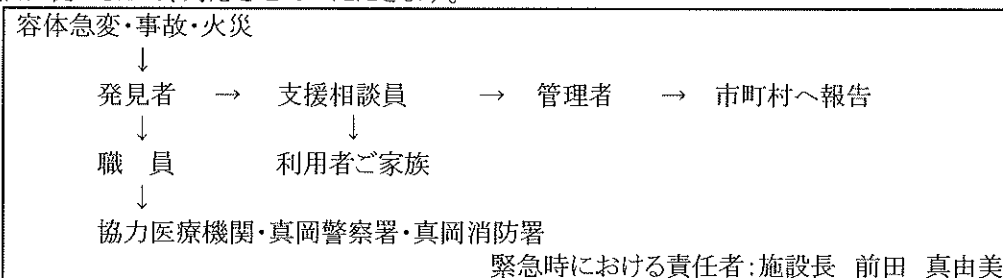 容体急変・事故・火災
↓
発見者 → 支援相談員 → 管理者 → 市町村へ報告
↓ ↓
職 員 利用者ご家族
↓
協力医療機関・真岡警察署・真岡消防署
緊急時における責任者:施設長 前田 真由美